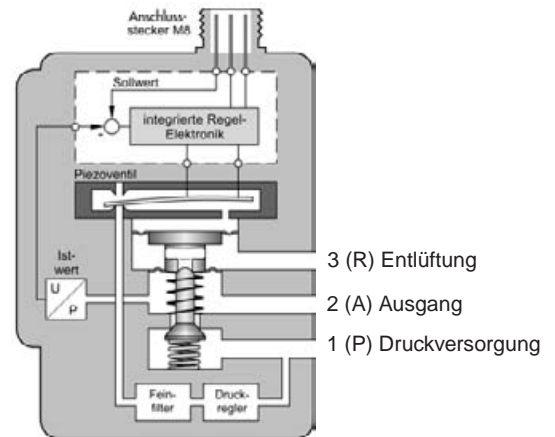 Anschluss-
stecker M8
Sollwert
-
integrierte Regel-
Elektronik
Piezoventil
Ist-
wert
U
P
3 (R) Entlüftung
2 (A) Ausgang
1 (P) Druckversorgung
Fein-
filter
Druck-
regler